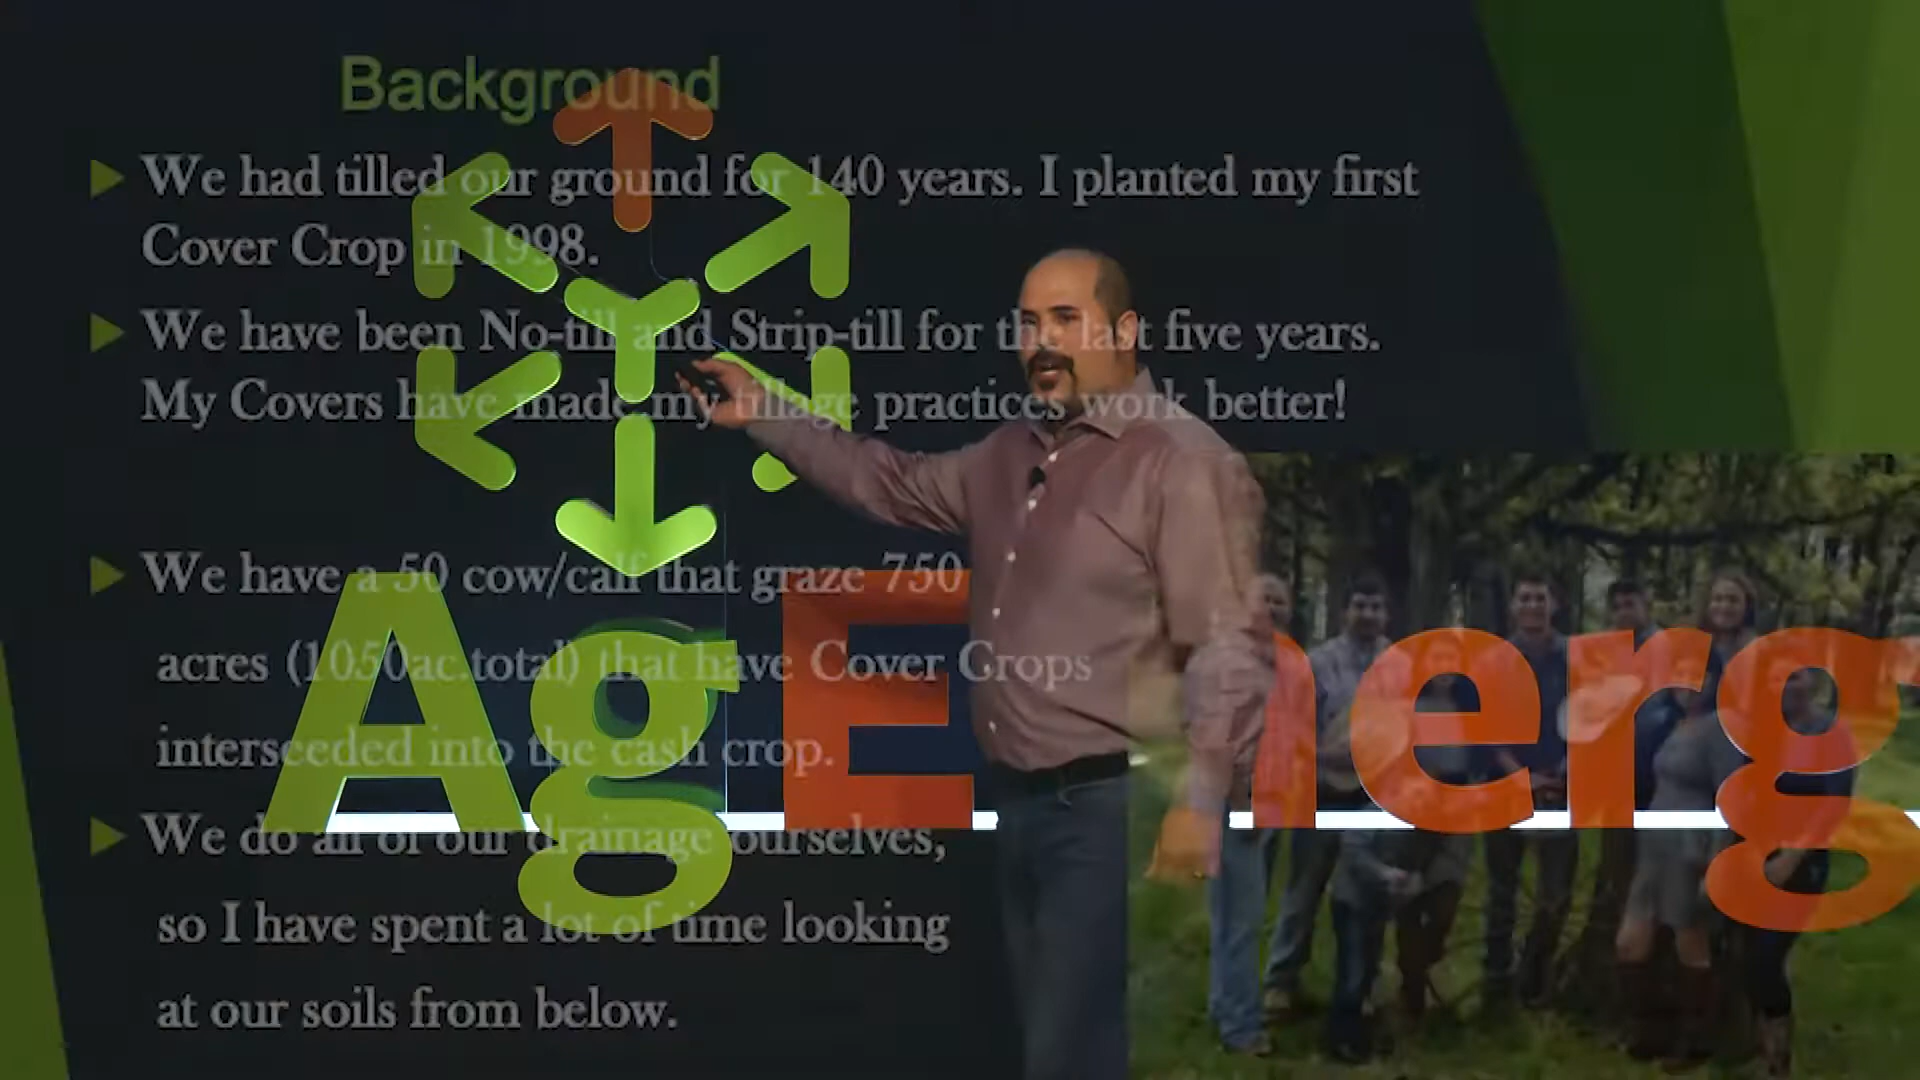 Background
We had tilled our ground for 140 years. I planted my first
Cover Crop in 1998.
We have been No-till and Strip-till for the last five years.
My Covers have made my tillage practices work better!
We have a 50 cow/calf that graze 750
acres (1050ac.total) that have Cover Crops
interseeded into the cash crop.
We do all of our drainage ourselves,
so I have spent a lot of time looking
at our soils from below.
AgEnerg